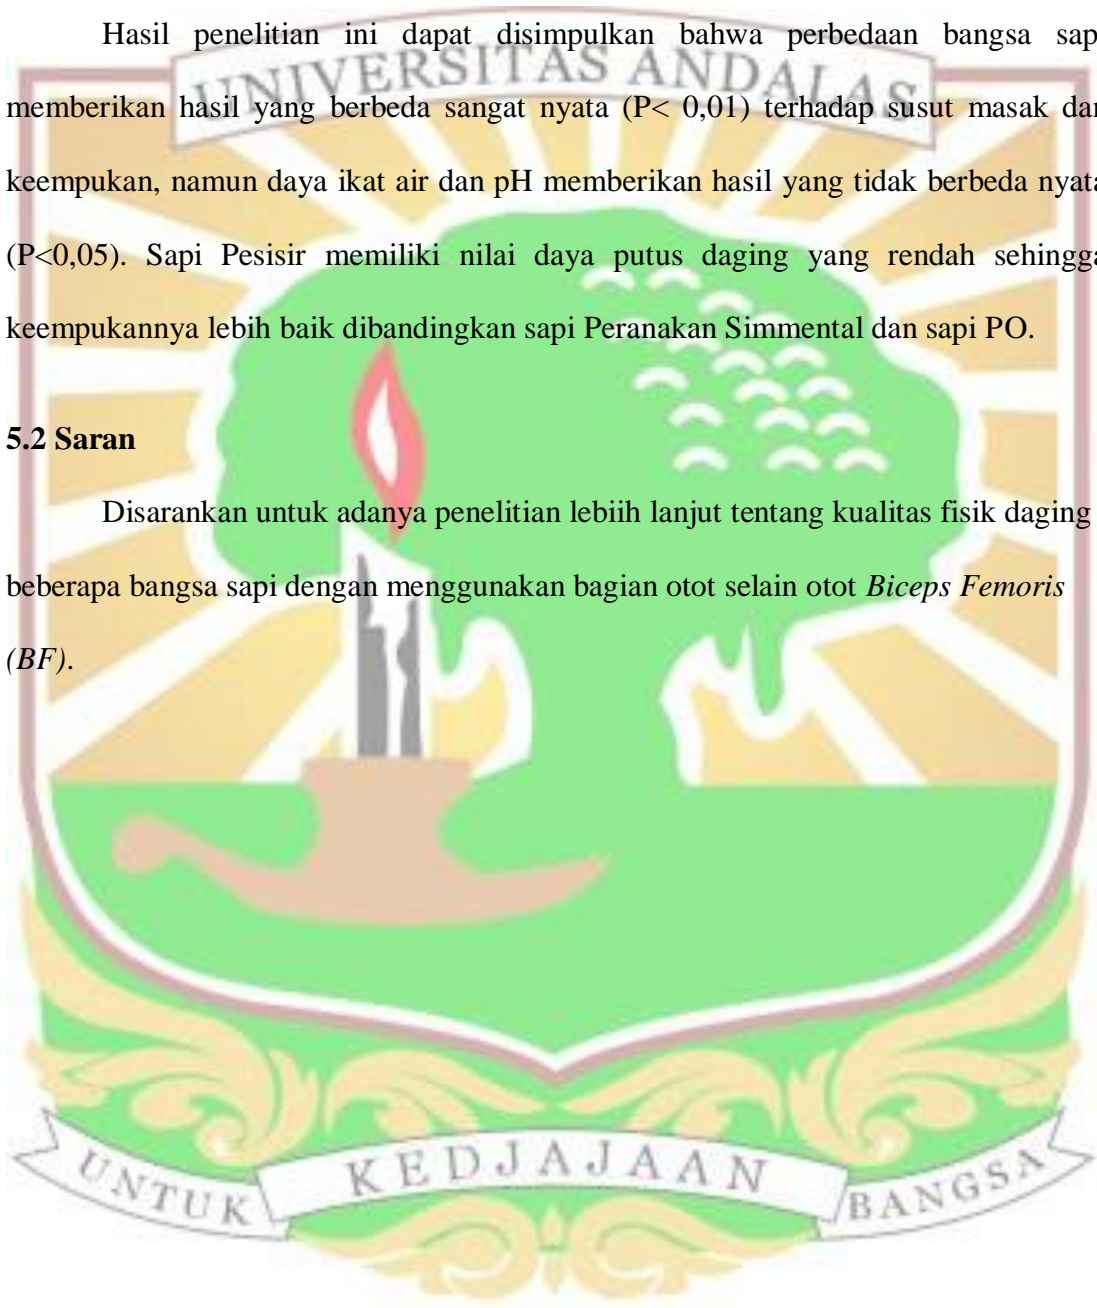 Hasil penelitian ini dapat disimpulkan bahwa perbedaan bangsa sap
UNIVERSITAS ANDALAS
memberikan hasil yang berbeda sangat nyata (P< 0,01) terhadap susut masak dan
keempukan, namun daya ikat air dan pH memberikan hasil yang tidak berbeda nyata
(P<0,05). Sapi Pesisir memiliki nilai daya putus daging yang rendah sehingga
keempukannya lebih baik dibandingkan sapi Peranakan Simmental dan sapi PO.
5.2 Saran
Disarankan untuk adanya penelitian lebiih lanjut tentang kualitas fisik daging
beberapa bangsa sapi dengan menggunakan bagian otot selain otot Biceps Femoris
(BF).
UNTUK KEDJAJAAN BANGSA